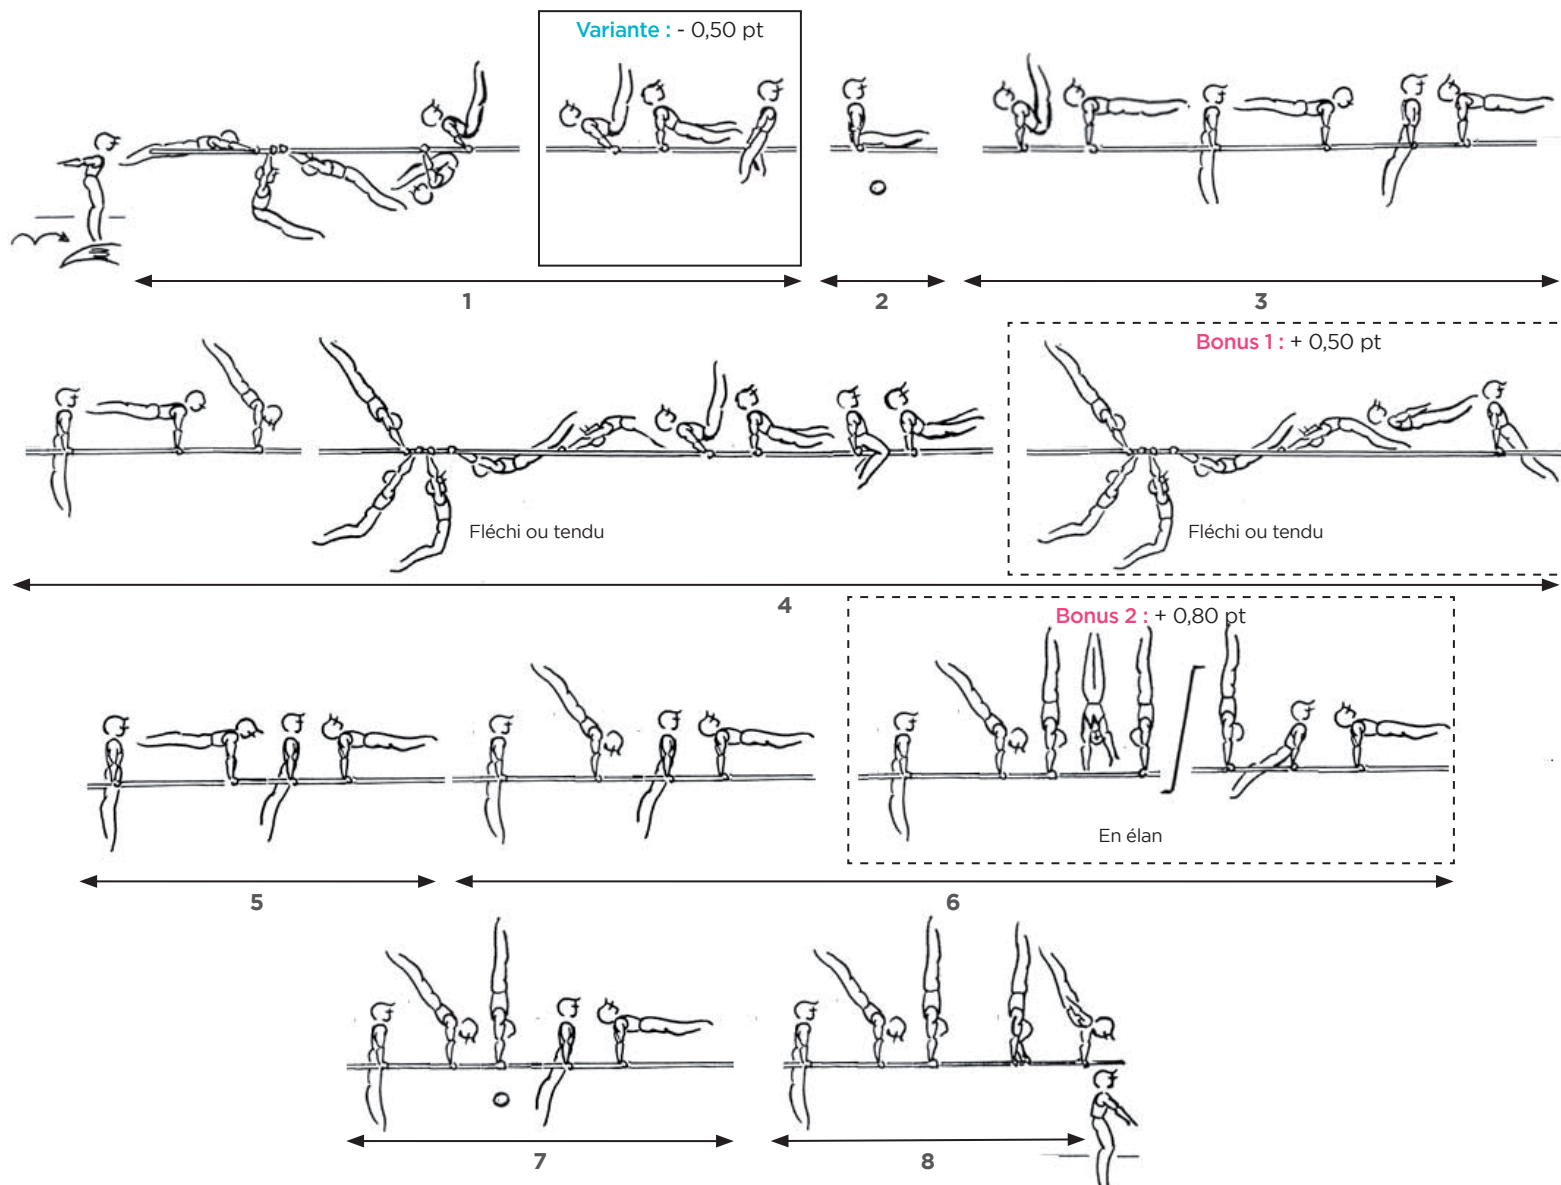 Variante : - 0,50 pt
1
2
3
Bonus 1 : + 0,50 pt
Fléchi ou tendu
Fléchi ou tendu
4
Bonus 2 : + 0,80 pt
En élan
5
6
7
8